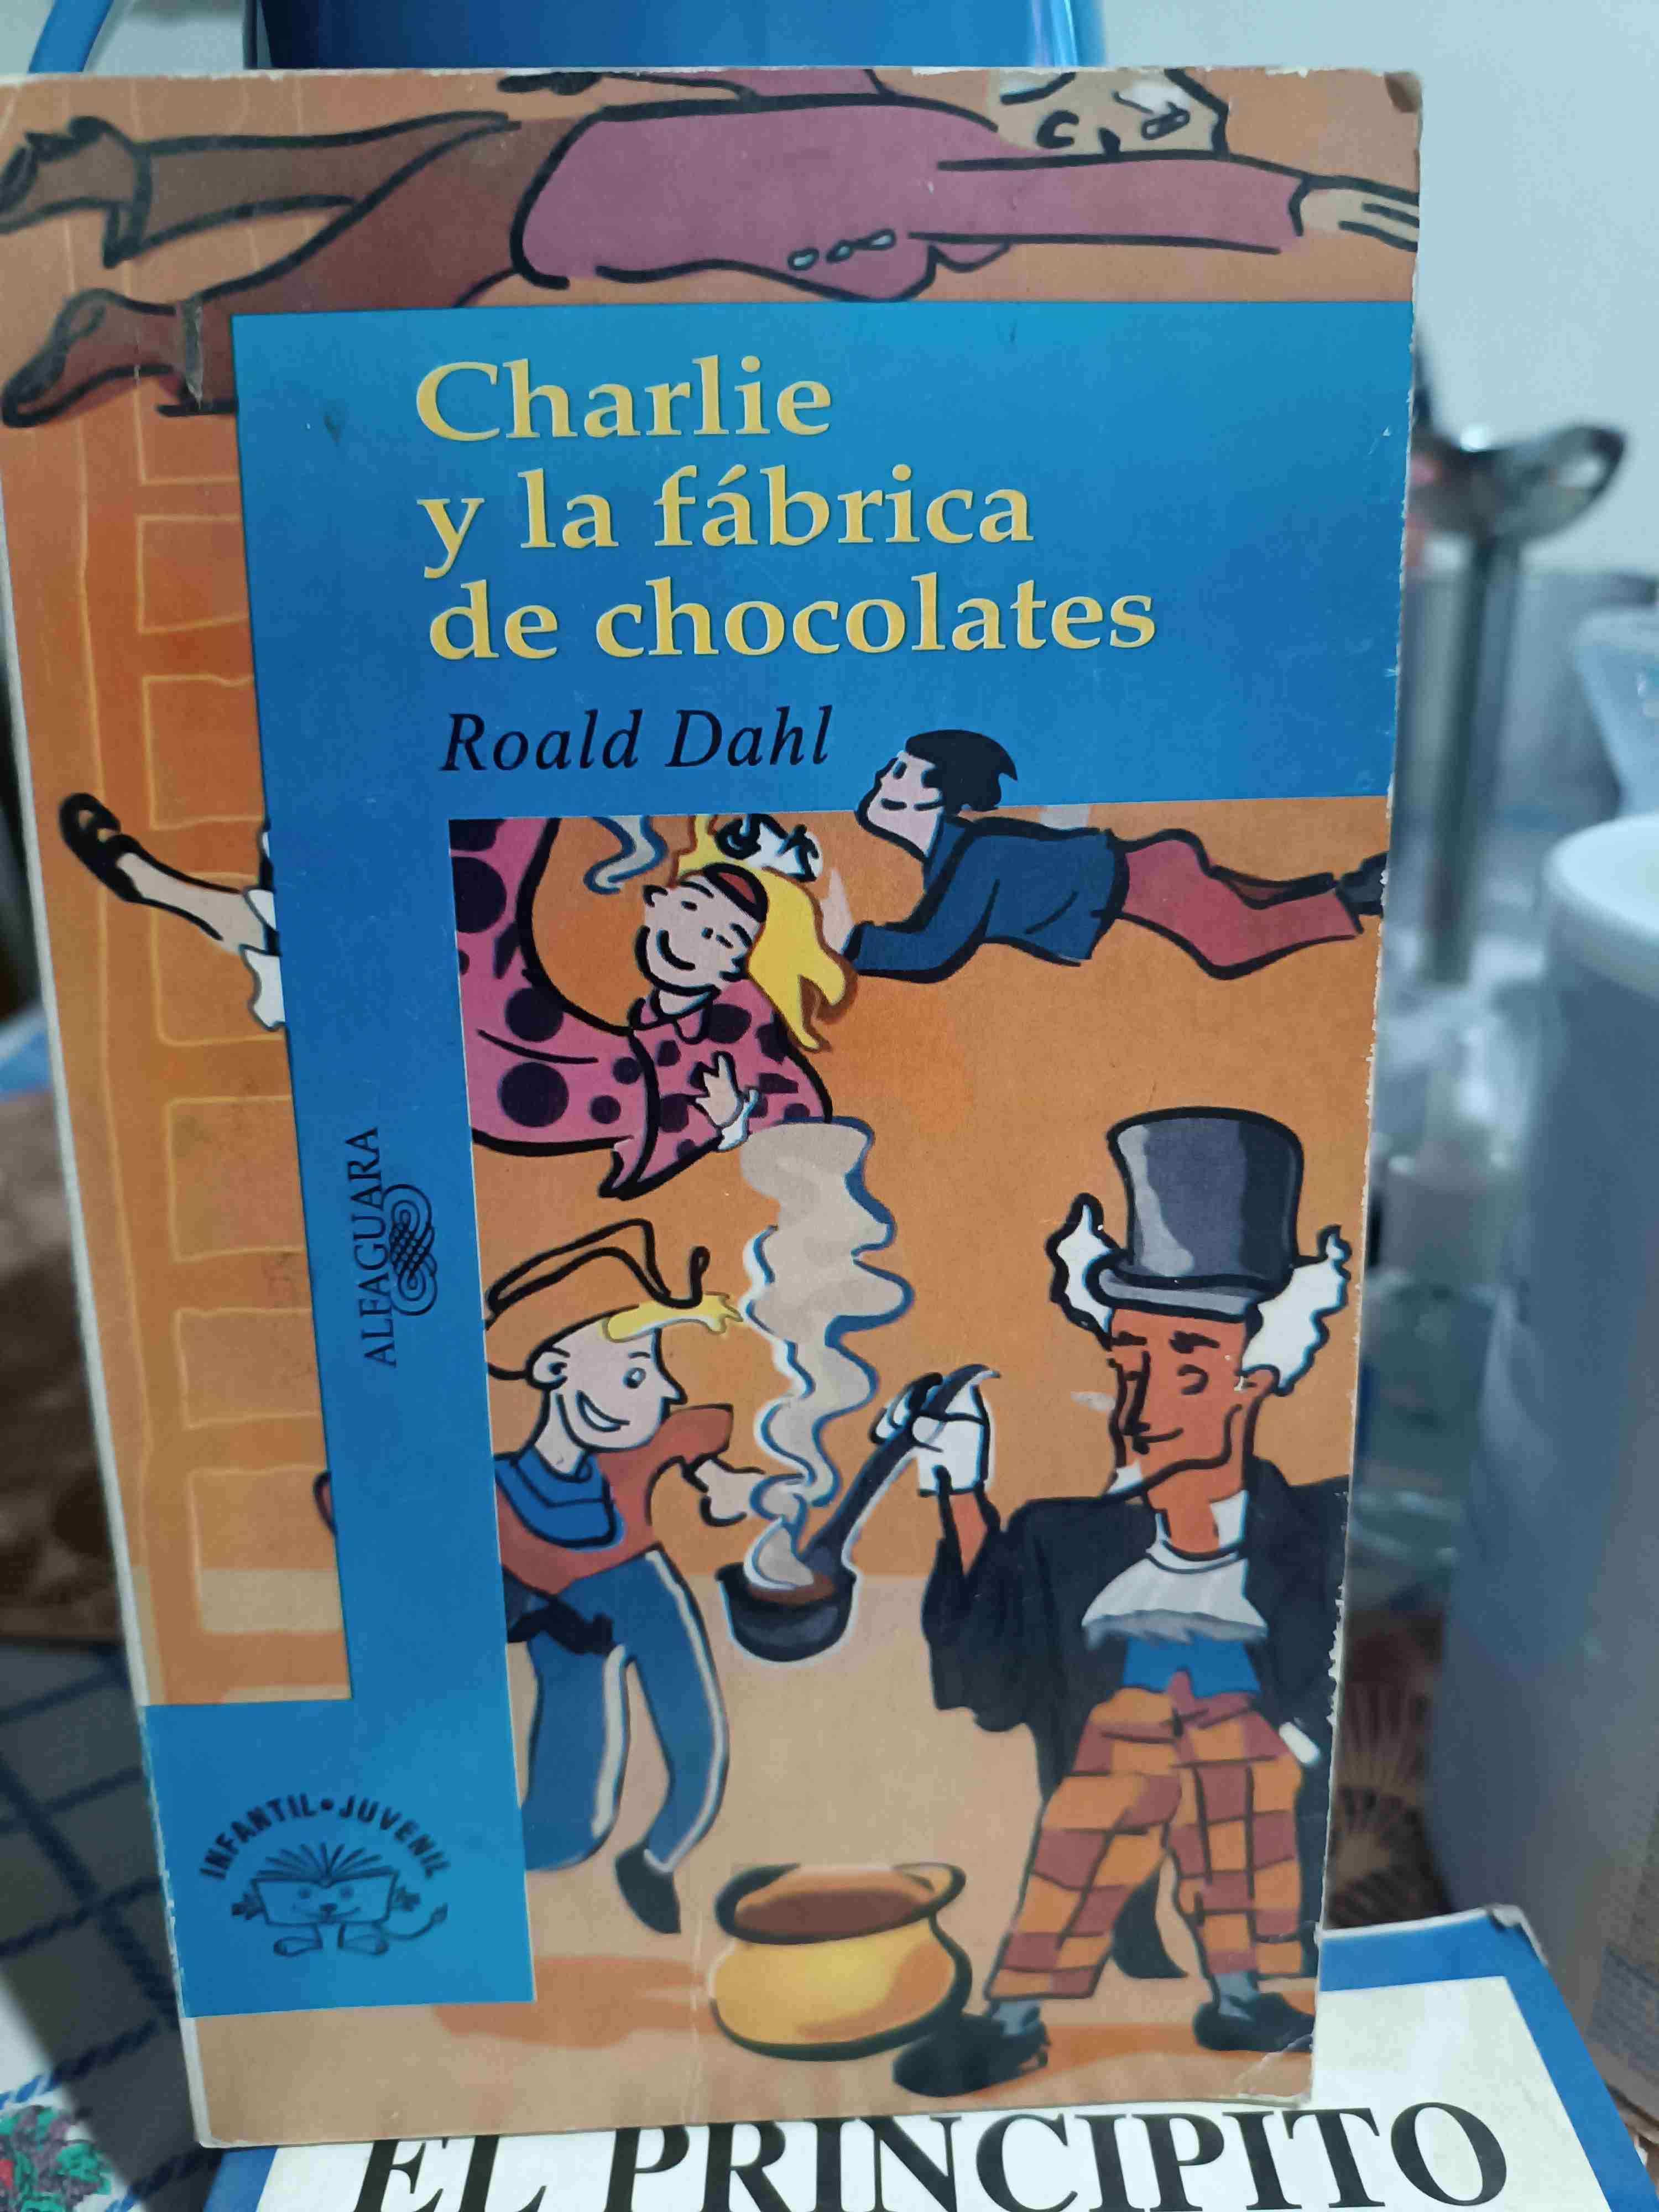 Charlie
y la fábrica
de chocolates
Roald Dahl
ALFAGUARA
INFANTIL • JUVENIL
EL PRINCIPITO